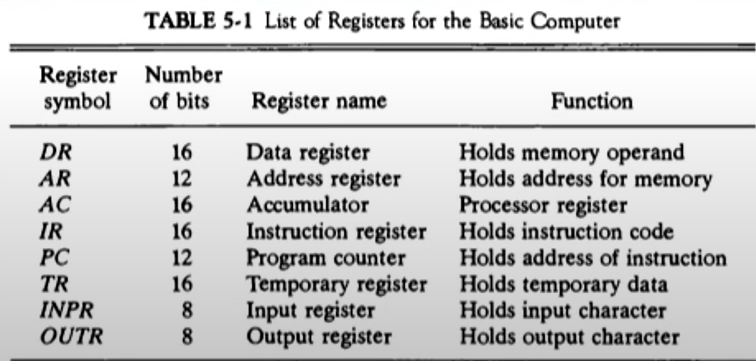 TABLE 5-1 List of Registers for the Basic Computer
Register Number
symbol of bits Register name Function
DR 16 Data register Holds memory operand
AR 12 Address register Holds address for memory
AC 16 Accumulator Processor register
IR 16 Instruction register Holds instruction code
PC 12 Program counter Holds address of instruction
TR 16 Temporary register Holds temporary data
INPR 8 Input register Holds input character
OUTR 8 Output register Holds output character